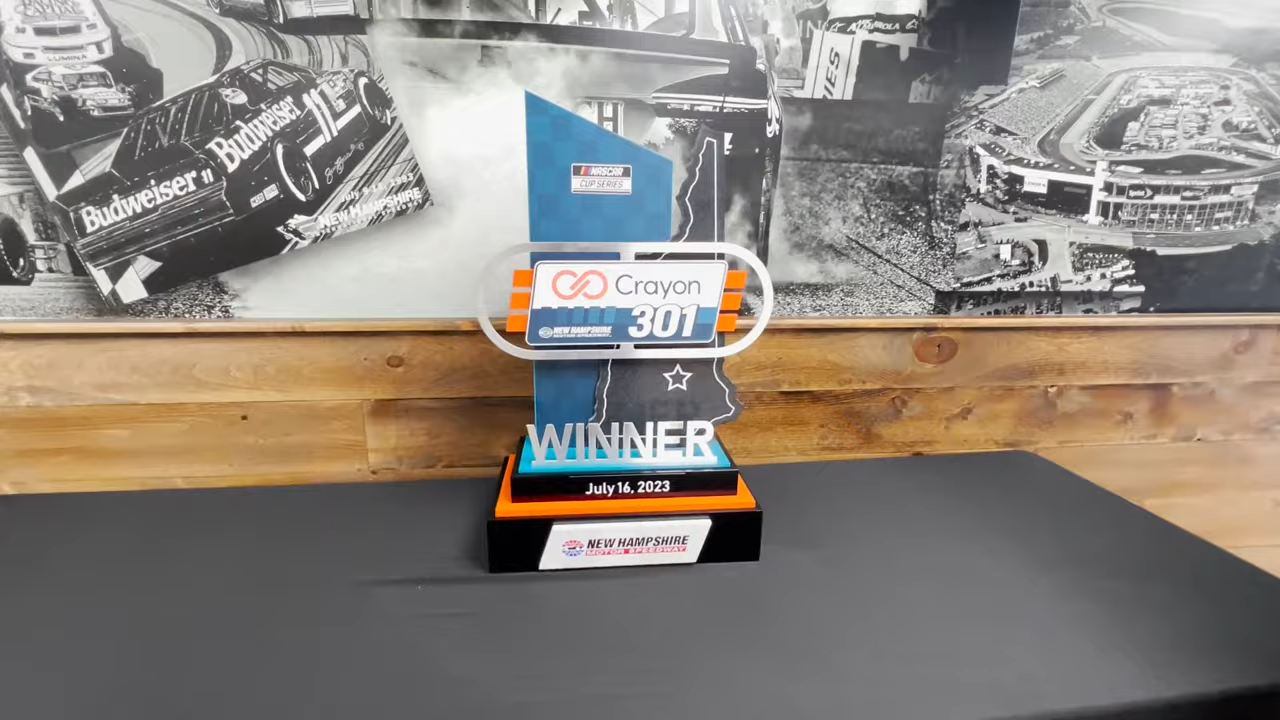 LUMINA
Budweiser 11
Budweiser
11
NEW HAMPSHIRE
NASCAR
CUP SERIES
Crayon
301
NEW HAMPSHIRE
MOTOR SPEEDWAY
WINNER
July 16, 2023
NEW HAMPSHIRE
MOTOR SPEEDWAY